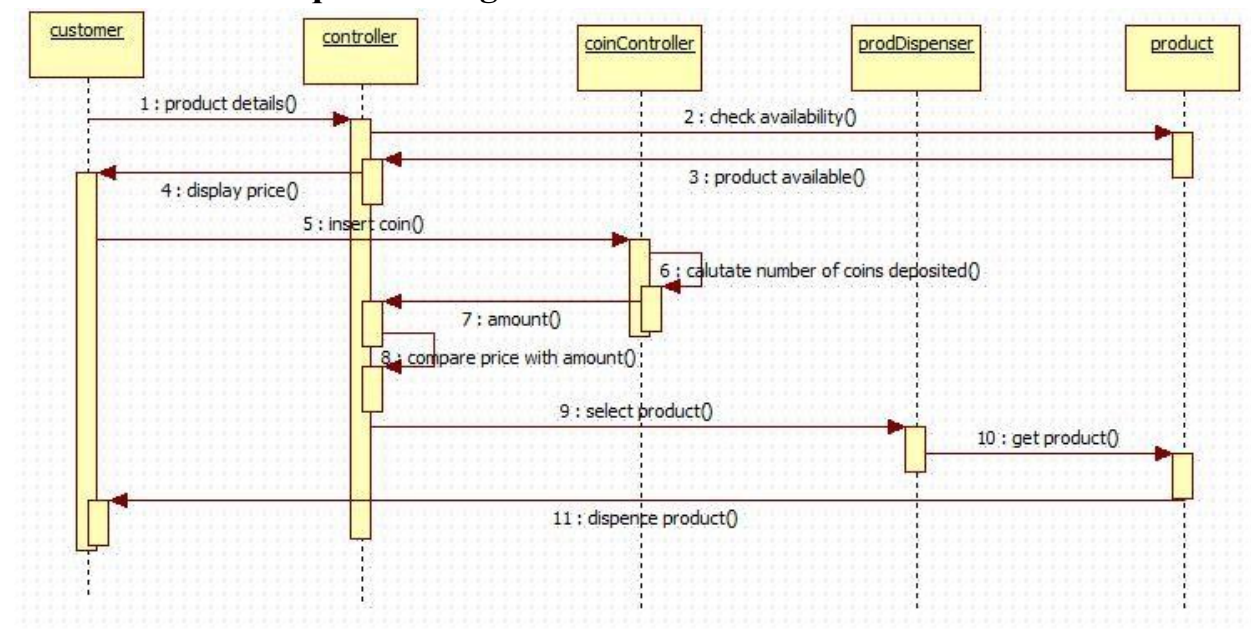 customer
controller
coinController
prodDispenser
product
1 : product details()
2 : check availability()
3 : product available()
4 : display price()
5 : insert coin()
6 : calutate number of coins deposited()
7 : amount()
8 : compare price with amount()
9 : select product()
10 : get product()
11 : dispence product()